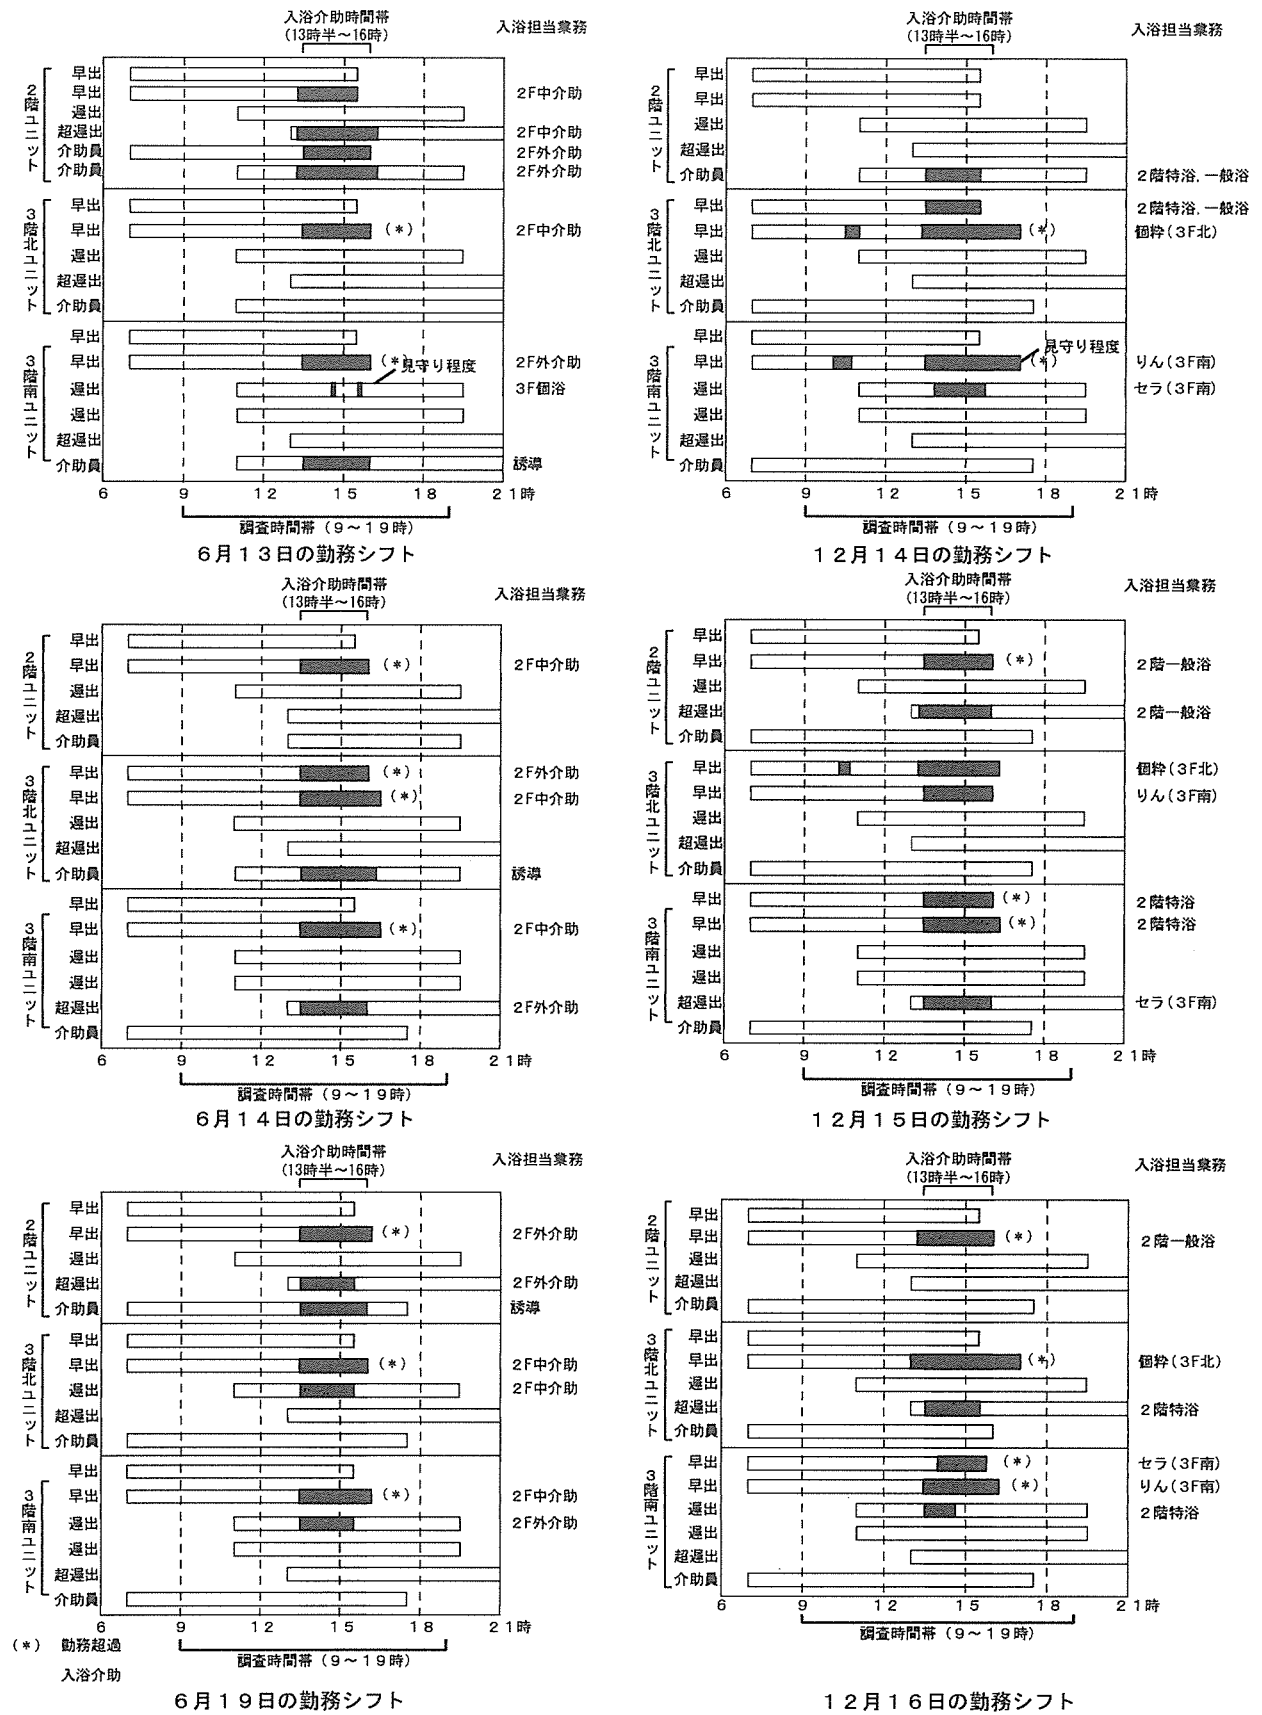 入浴介助時間帯
(13時半～16時)
入浴担当業務
2階ユニット
早出
早出 2F中介助
遅出
超遅出 2F中介助
介助員 2F外介助
介助員 2F外介助
3階北ユニット
早出
早出 (*) 2F中介助
遅出
超遅出
介助員
3階南ユニット
早出
早出 (*) 2F外介助
見守り程度
遅出 3F個浴
遅出
超遅出
介助員 誘導
6 9 12 15 18 21時
調査時間帯(9～19時)
6月13日の勤務シフト
入浴介助時間帯
(13時半～16時)
入浴担当業務
2階ユニット
早出
早出
遅出
超遅出
介助員 2階特浴，一般浴
3階北ユニット
早出 2階特浴，一般浴
早出 (*) 個粋(3F北)
遅出
超遅出
介助員
3階南ユニット
早出
見守り程度
早出 (*) りん(3F南)
遅出 セラ(3F南)
遅出
超遅出
介助員
6 9 12 15 18 21時
調査時間帯(9～19時)
12月14日の勤務シフト
入浴介助時間帯
(13時半～16時)
入浴担当業務
2階ユニット
早出
早出 (*) 2F中介助
遅出
超遅出
介助員
3階北ユニット
早出 (*) 2F外介助
早出 (*) 2F中介助
遅出
超遅出
介助員 誘導
3階南ユニット
早出
早出 (*) 2F中介助
遅出
遅出
超遅出 2F外介助
介助員
6 9 12 15 18 21時
調査時間帯(9～19時)
6月14日の勤務シフト
入浴介助時間帯
(13時半～16時)
入浴担当業務
2階ユニット
早出
早出 (*) 2階一般浴
遅出
超遅出 2階一般浴
介助員
3階北ユニット
早出 個粋(3F北)
早出 りん(3F南)
遅出
超遅出
介助員
3階南ユニット
早出 (*) 2階特浴
早出 (*) 2階特浴
遅出
遅出
超遅出 セラ(3F南)
介助員
6 9 12 15 18 21時
調査時間帯(9～19時)
12月15日の勤務シフト
入浴介助時間帯
(13時半～16時)
入浴担当業務
2階ユニット
早出
早出 (*) 2F外介助
遅出
超遅出 2F外介助
介助員 誘導
3階北ユニット
早出
早出 (*) 2F中介助
遅出 2F中介助
超遅出
介助員
3階南ユニット
早出
早出 (*) 2F中介助
遅出 2F外介助
遅出
超遅出
介助員
6 9 12 15 18 21時
(*) 勤務超過
調査時間帯(9～19時)
入浴介助
6月19日の勤務シフト
入浴介助時間帯
(13時半～16時)
入浴担当業務
2階ユニット
早出
早出 (*) 2階一般浴
遅出
超遅出
介助員
3階北ユニット
早出
早出 (*) 個粋(3F北)
遅出
超遅出 2階特浴
介助員
3階南ユニット
早出 (*) セラ(3F南)
早出 (*) りん(3F南)
遅出 2階特浴
遅出
超遅出
介助員
6 9 12 15 18 21時
調査時間帯(9～19時)
12月16日の勤務シフト